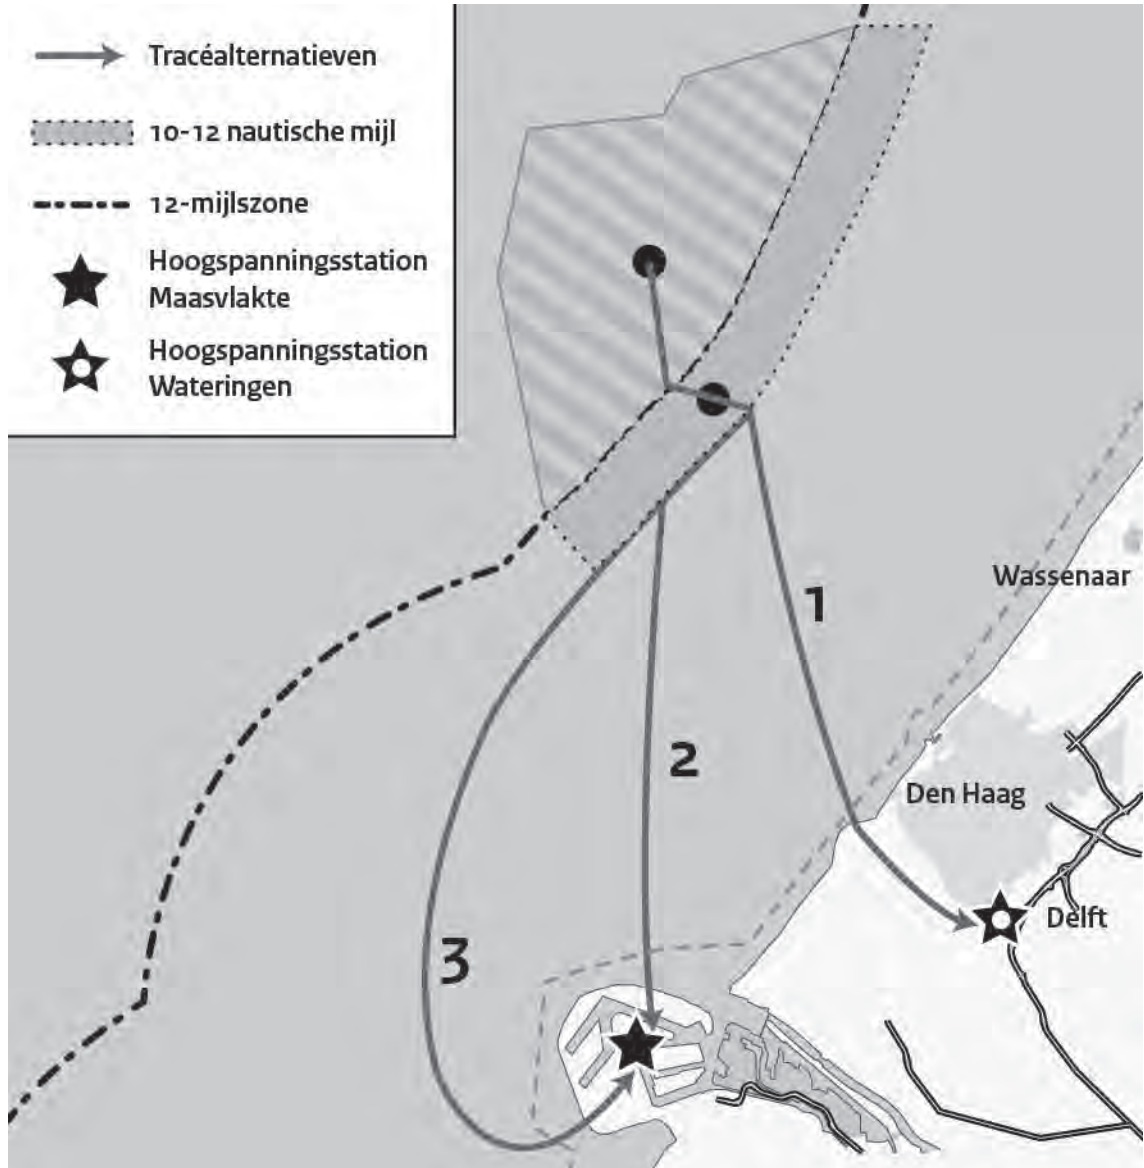 Tracéalternatieven
10-12 nautische mijl
12-mijlszone
Hoogspanningsstation
Maasvlakte
Hoogspanningsstation
Wateringen
Wassenaar
1
2
Den Haag
Delft
3